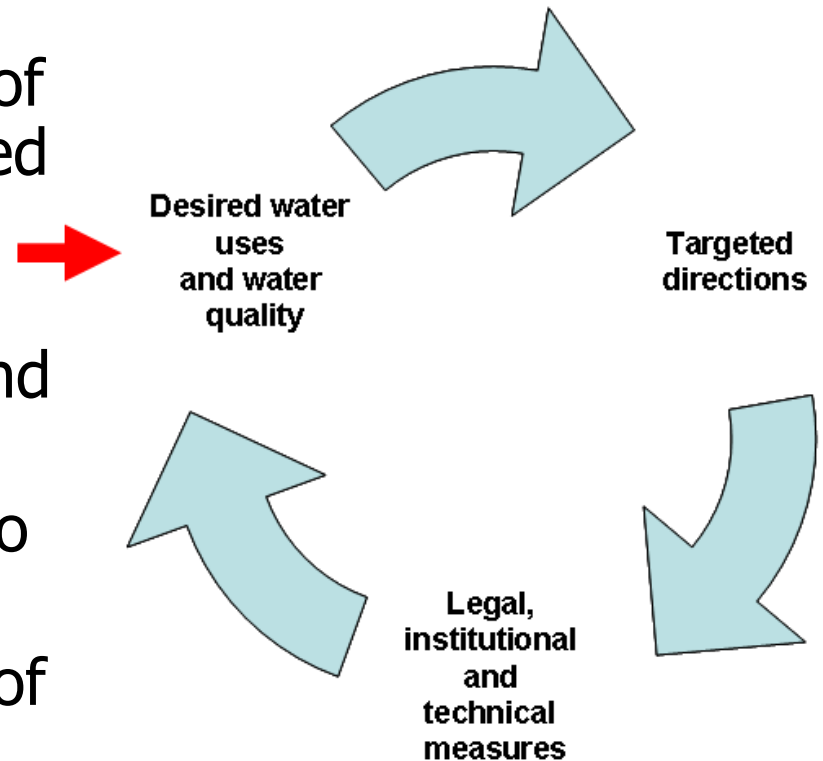 of
ed
nd
o
of
Desired water
uses
and water
quality
Targeted
directions
Legal,
institutional
and
technical
measures